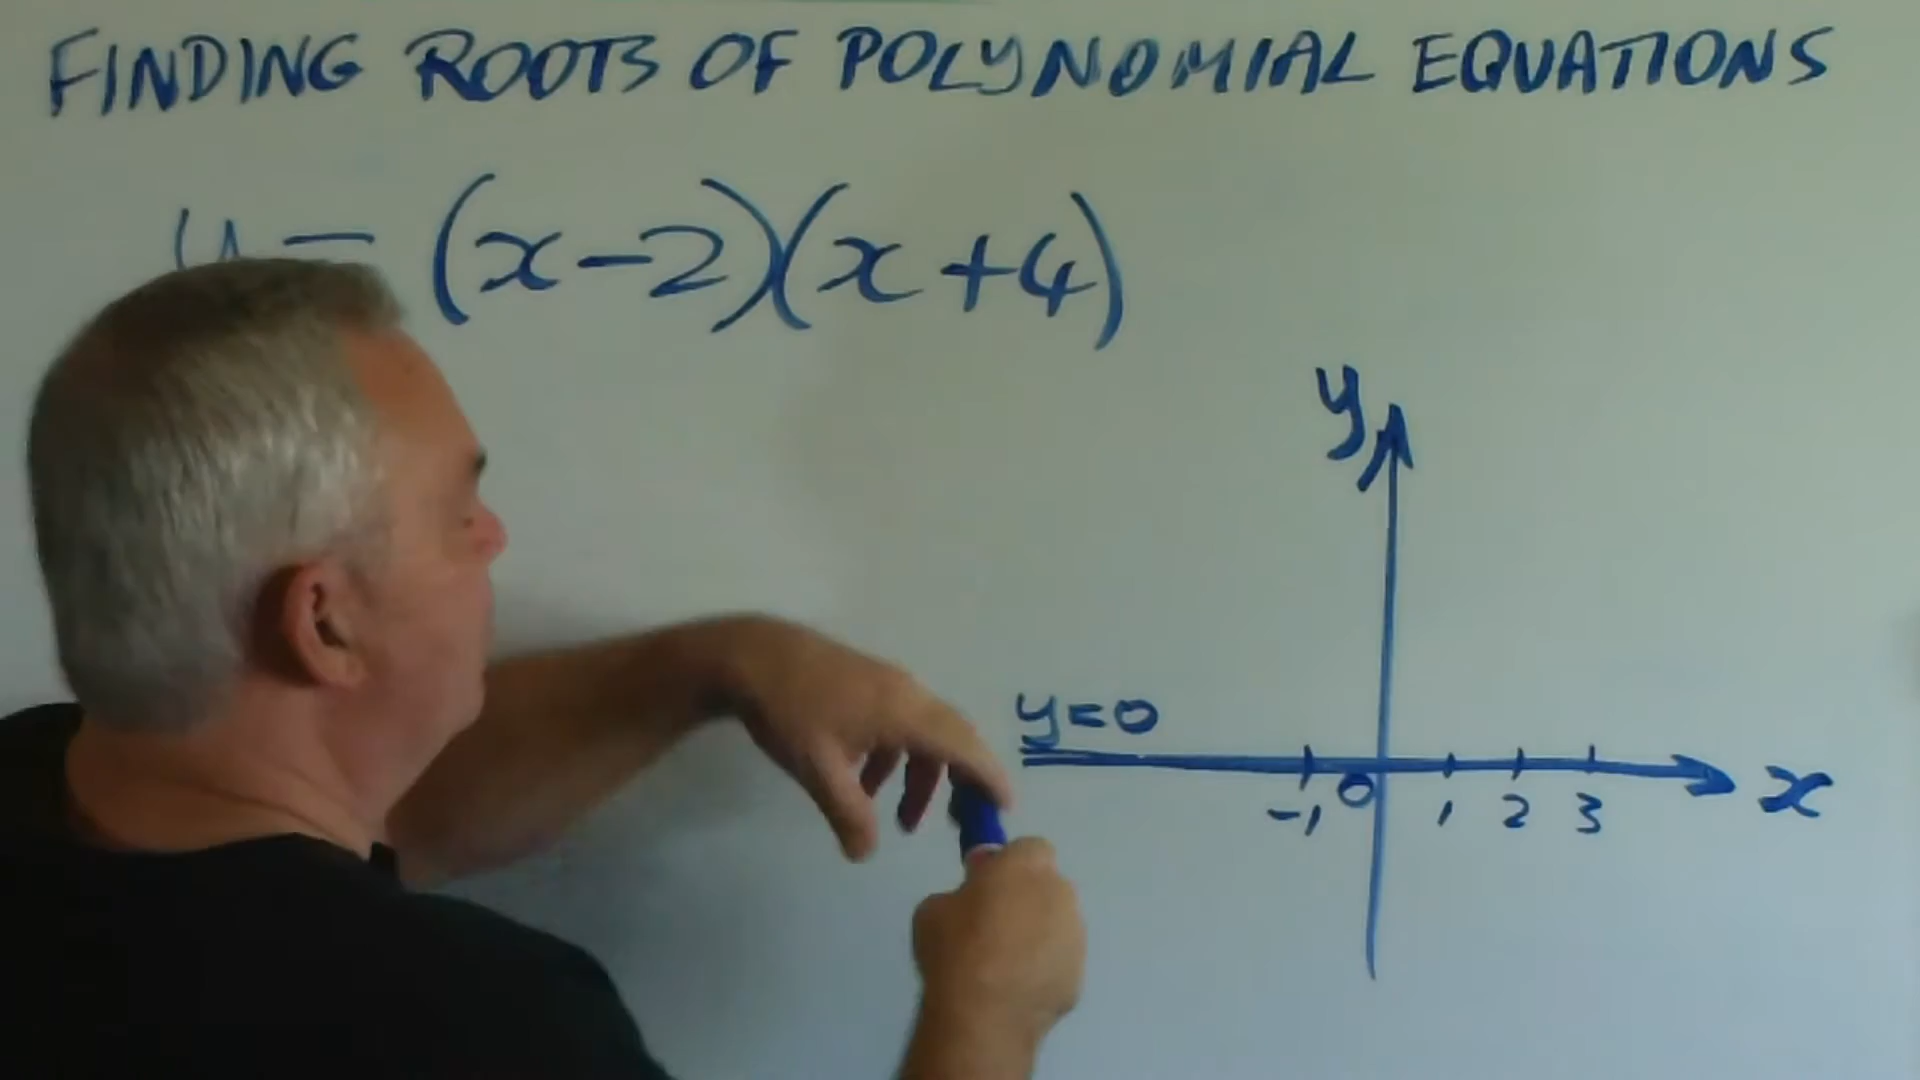 FINDING ROOTS OF POLYNOMIAL EQUATIONS
y = (x-2)(x+4)
y
y=0
x
-1 0 1 2 3